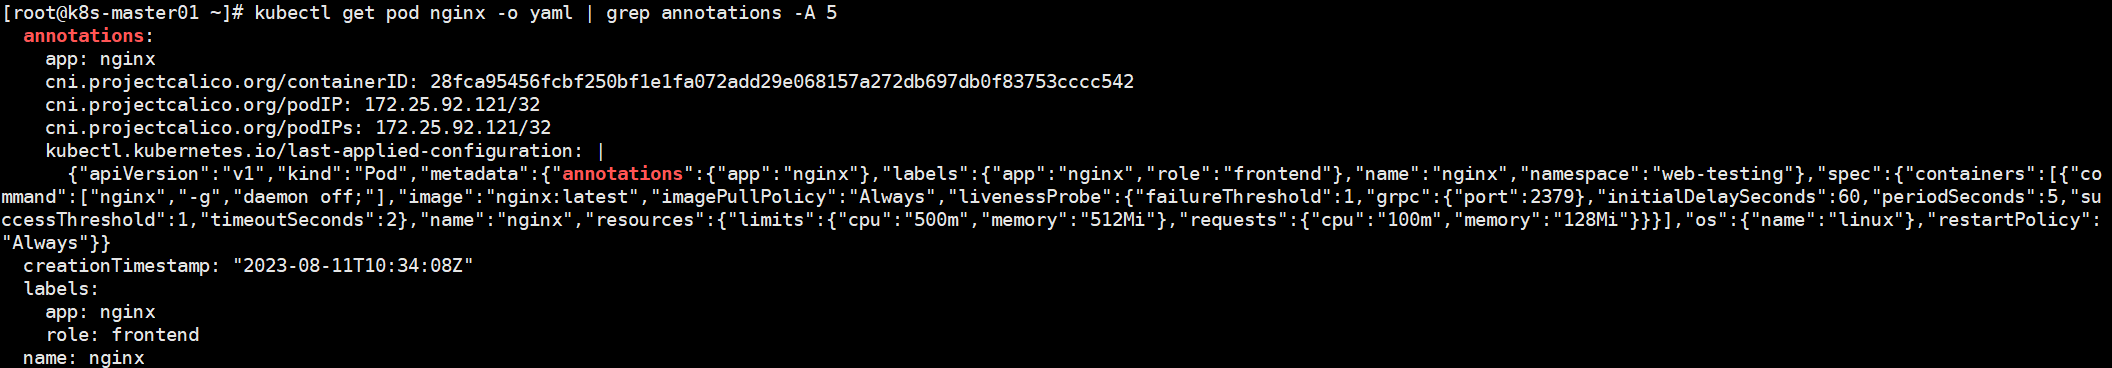 [root@k8s-master01 ~]# kubectl get pod nginx -o yaml | grep annotations -A 5
  annotations:
    app: nginx
    cni.projectcalico.org/containerID: 28fca95456fcbf250bf1e1fa072add29e068157a272db697db0f83753cccc542
    cni.projectcalico.org/podIP: 172.25.92.121/32
    cni.projectcalico.org/podIPs: 172.25.92.121/32
    kubectl.kubernetes.io/last-applied-configuration: |
      {"apiVersion":"v1","kind":"Pod","metadata":{"annotations":{"app":"nginx"},"labels":{"app":"nginx","role":"frontend"},"name":"nginx","namespace":"web-testing"},"spec":{"containers":[{"co
mmand":["nginx","-g","daemon off;"],"image":"nginx:latest","imagePullPolicy":"Always","livenessProbe":{"failureThreshold":1,"grpc":{"port":2379},"initialDelaySeconds":60,"periodSeconds":5,"su
ccessThreshold":1,"timeoutSeconds":2},"name":"nginx","resources":{"limits":{"cpu":"500m","memory":"512Mi"},"requests":{"cpu":"100m","memory":"128Mi"}}}],"os":{"name":"linux"},"restartPolicy":
"Always"}}
  creationTimestamp: "2023-08-11T10:34:08Z"
  labels:
    app: nginx
    role: frontend
  name: nginx